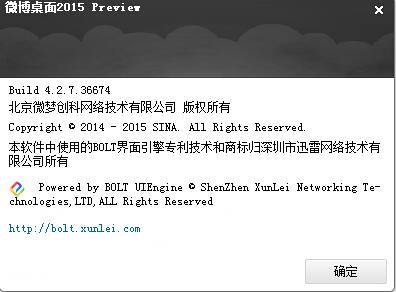 微博桌面2015 Preview
Build 4.2.7.36674
北京微梦创科网络技术有限公司 版权所有
Copyright © 2014 - 2015 SINA. All Rights Reserved.
本软件中使用的BOLT界面引擎专利技术和商标归深圳市迅雷网络技术有
限公司所有
Powered by BOLT UIEngine © ShenZhen XunLei Networking Te-
chnologies,LTD,ALL Rights Reserved
http://bolt.xunlei.com
确定